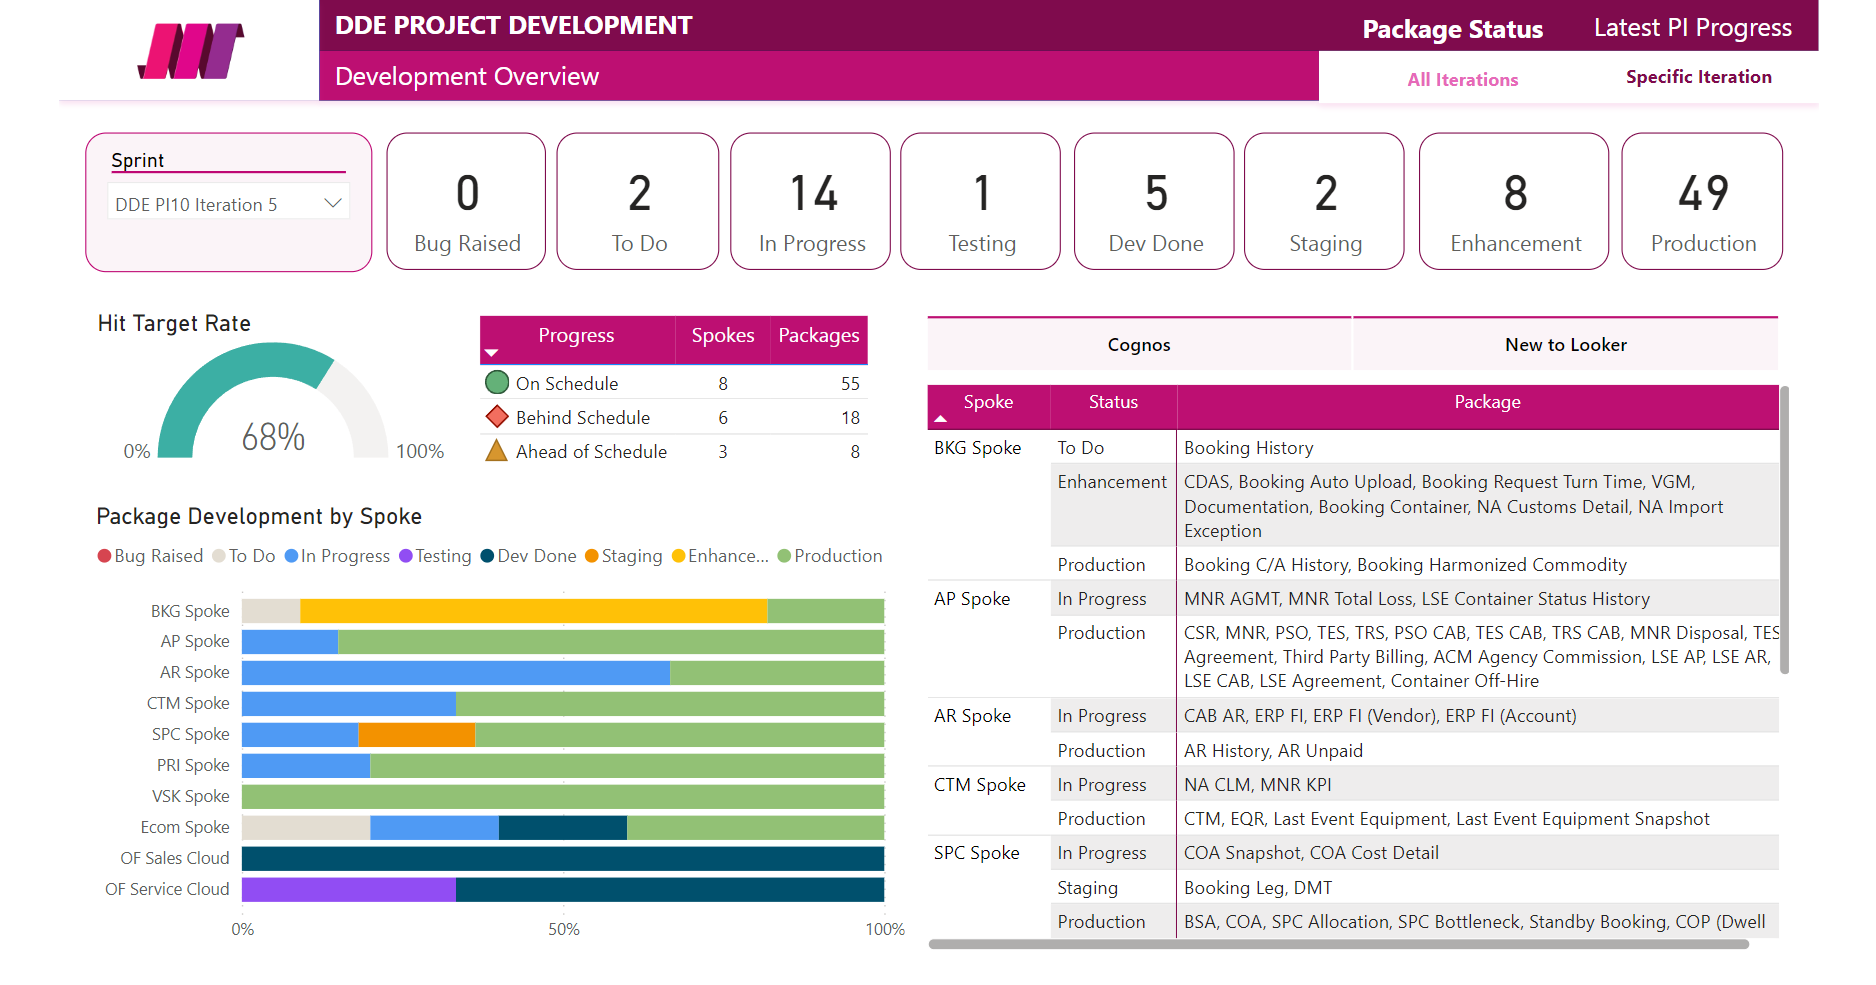 DDE PROJECT DEVELOPMENT
Package Status
Latest PI Progress
Development Overview
All Iterations
Specific Iteration
Sprint
DDE PI10 Iteration 5
0
Bug Raised
2
To Do
14
In Progress
1
Testing
5
Dev Done
2
Staging
8
Enhancement
49
Production
Hit Target Rate
68%
0%
100%
Progress Spokes Packages
On Schedule 8 55
Behind Schedule 6 18
Ahead of Schedule 3 8
Package Development by Spoke
Bug Raised To Do In Progress Testing Dev Done Staging Enhance... Production
BKG Spoke
AP Spoke
AR Spoke
CTM Spoke
SPC Spoke
PRI Spoke
VSK Spoke
Ecom Spoke
OF Sales Cloud
OF Service Cloud
0% 50% 100%
Cognos
New to Looker
Spoke Status Package
BKG Spoke To Do Booking History
Enhancement CDAS, Booking Auto Upload, Booking Request Turn Time, VGM,
Documentation, Booking Container, NA Customs Detail, NA Import
Exception
Production Booking C/A History, Booking Harmonized Commodity
AP Spoke In Progress MNR AGMT, MNR Total Loss, LSE Container Status History
Production CSR, MNR, PSO, TES, TRS, PSO CAB, TES CAB, TRS CAB, MNR Disposal, TES
Agreement, Third Party Billing, ACM Agency Commission, LSE AP, LSE AR,
LSE CAB, LSE Agreement, Container Off-Hire
AR Spoke In Progress CAB AR, ERP FI, ERP FI (Vendor), ERP FI (Account)
Production AR History, AR Unpaid
CTM Spoke In Progress NA CLM, MNR KPI
Production CTM, EQR, Last Event Equipment, Last Event Equipment Snapshot
SPC Spoke In Progress COA Snapshot, COA Cost Detail
Staging Booking Leg, DMT
Production BSA, COA, SPC Allocation, SPC Bottleneck, Standby Booking, COP (Dwell